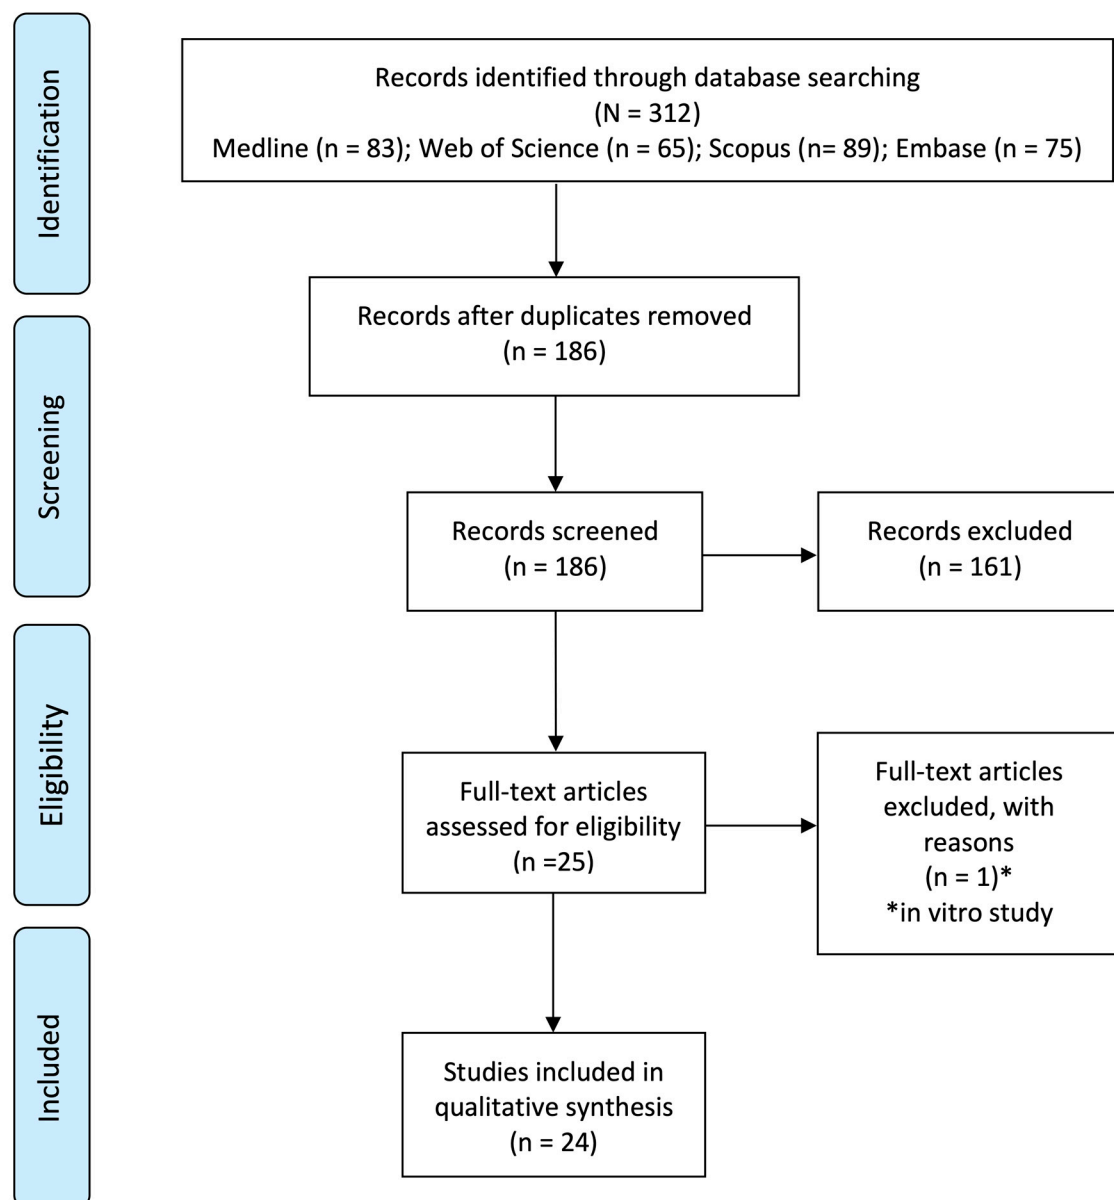 Identification
Records identified through database searching
(N = 312)
Medline (n = 83); Web of Science (n = 65); Scopus (n= 89); Embase (n = 75)
Screening
Records after duplicates removed
(n = 186)
Records screened
(n = 186)
Records excluded
(n = 161)
Eligibility
Full-text articles
assessed for eligibility
(n =25)
Full-text articles
excluded, with
reasons
(n = 1)*
*in vitro study
Included
Studies included in
qualitative synthesis
(n = 24)